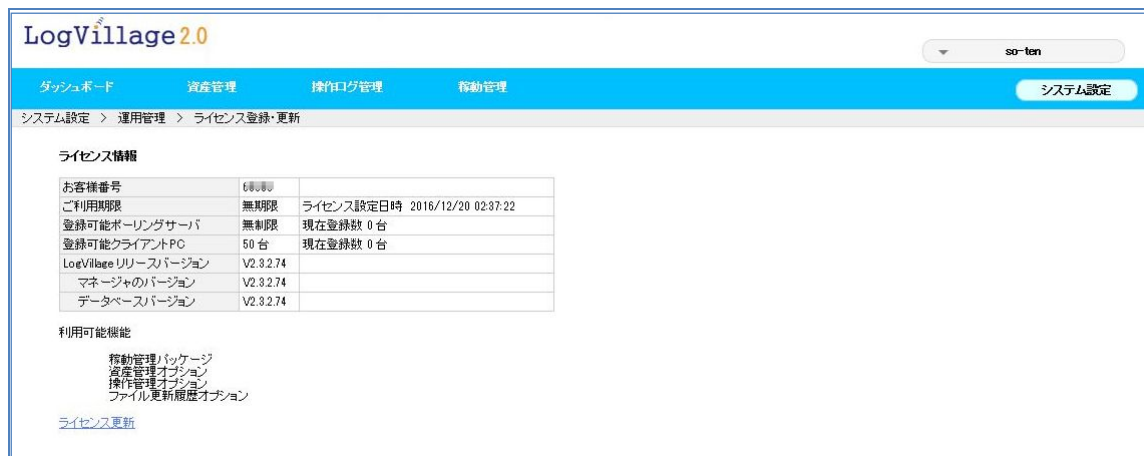 LogVillage 2.0
so-ten
ダッシュボード 資産管理 操作ログ管理 稼動管理 システム設定
システム設定 > 運用管理 > ライセンス登録・更新
ライセンス情報
お客様番号
ご利用期限 無期限 ライセンス設定日時 2016/12/20 02:37:22
登録可能ポーリングサーバ 無制限 現在登録数 0 台
登録可能クライアントPC 50 台 現在登録数 0 台
LogVillage リリースバージョン V2.3.2.74
マネージャのバージョン V2.3.2.74
データベースバージョン V2.3.2.74
利用可能機能
稼動管理パッケージ
資産管理オプション
操作管理オプション
ファイル更新履歴オプション
ライセンス更新